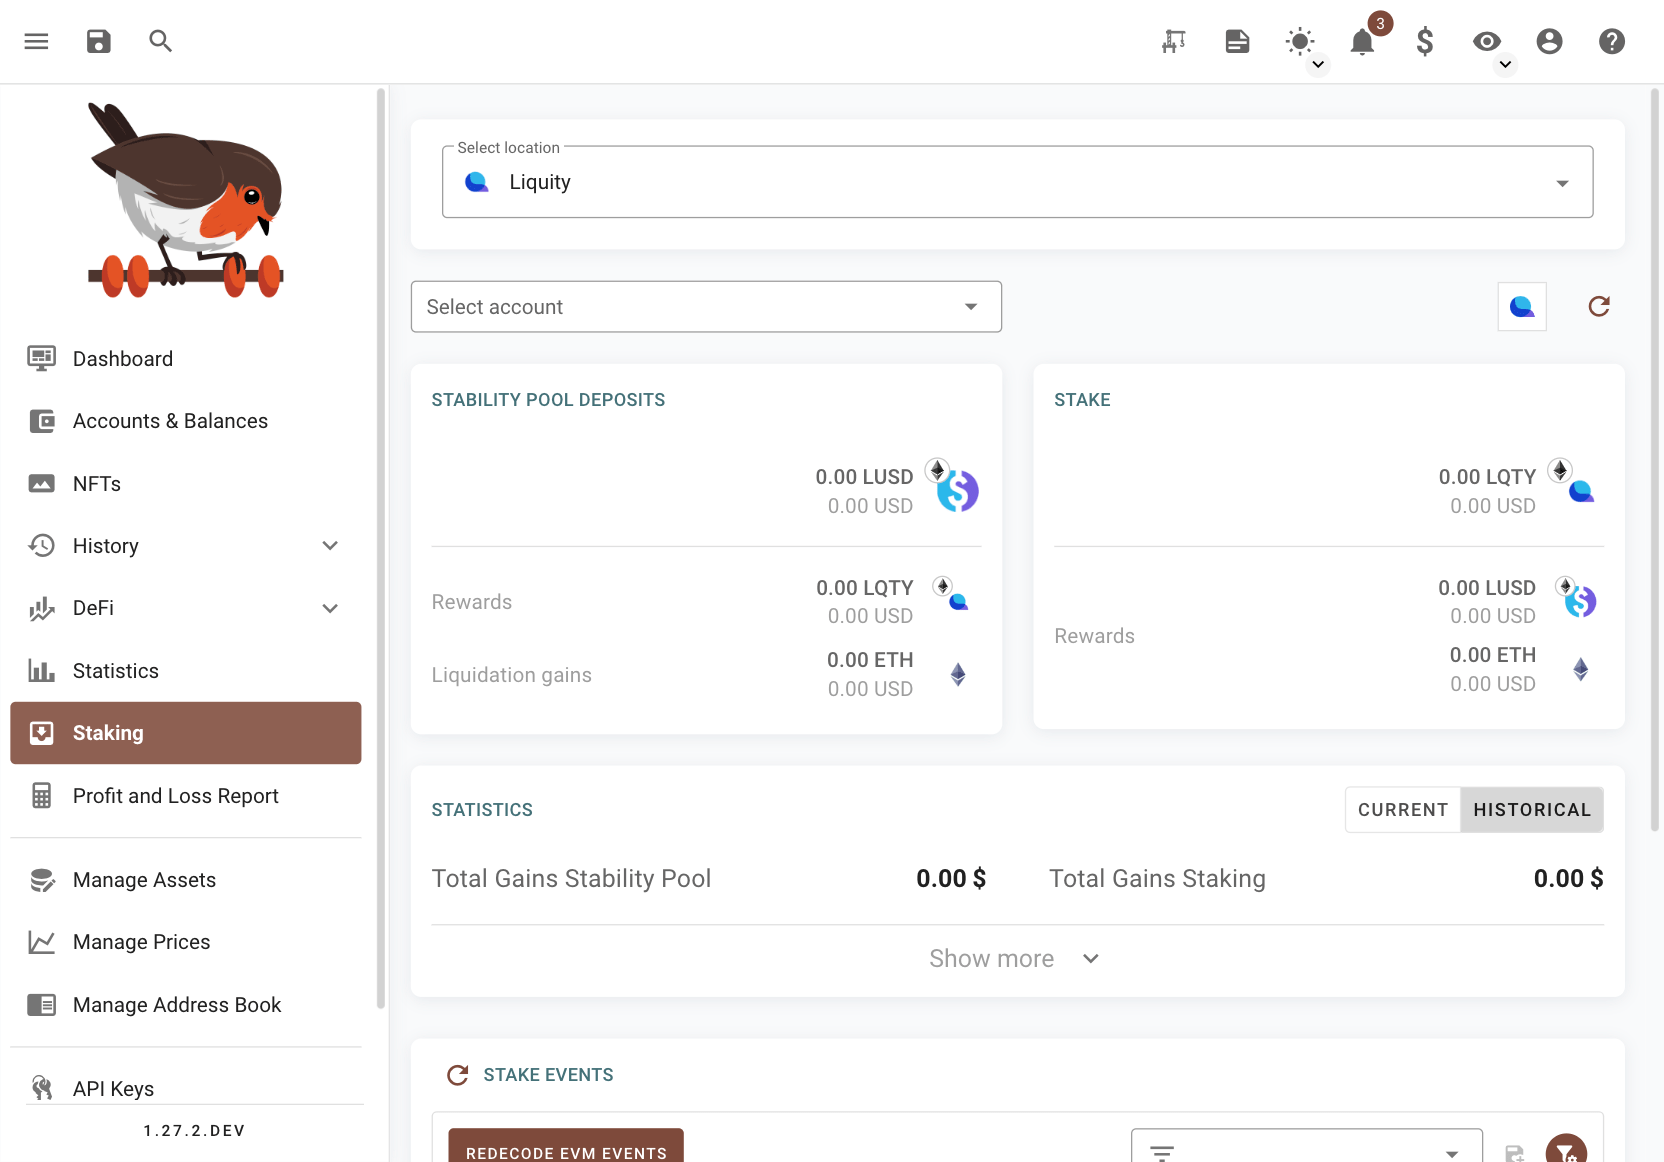 3
Select location
Liquity
Select account
Dashboard
Accounts & Balances
NFTs
History
DeFi
Statistics
Staking
Profit and Loss Report
Manage Assets
Manage Prices
Manage Address Book
API Keys
1.27.2.DEV
STABILITY POOL DEPOSITS
0.00 LUSD
0.00 USD
Rewards
0.00 LQTY
0.00 USD
Liquidation gains
0.00 ETH
0.00 USD
STAKE
0.00 LQTY
0.00 USD
Rewards
0.00 LUSD
0.00 USD
0.00 ETH
0.00 USD
STATISTICS
CURRENT HISTORICAL
Total Gains Stability Pool 0.00 $ Total Gains Staking 0.00 $
Show more
STAKE EVENTS
REDECODE EVM EVENTS